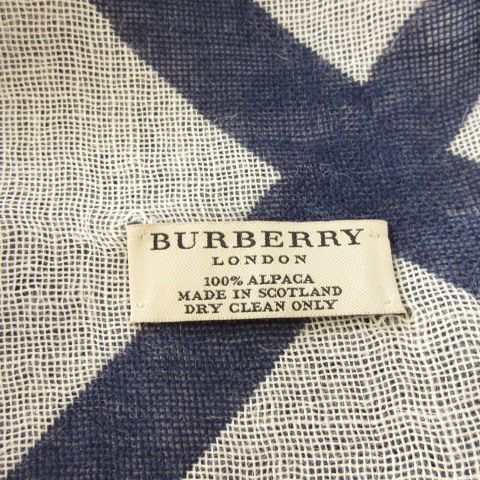 BURBERRY
LONDON
100% ALPACA
MADE IN SCOTLAND
DRY CLEAN ONLY